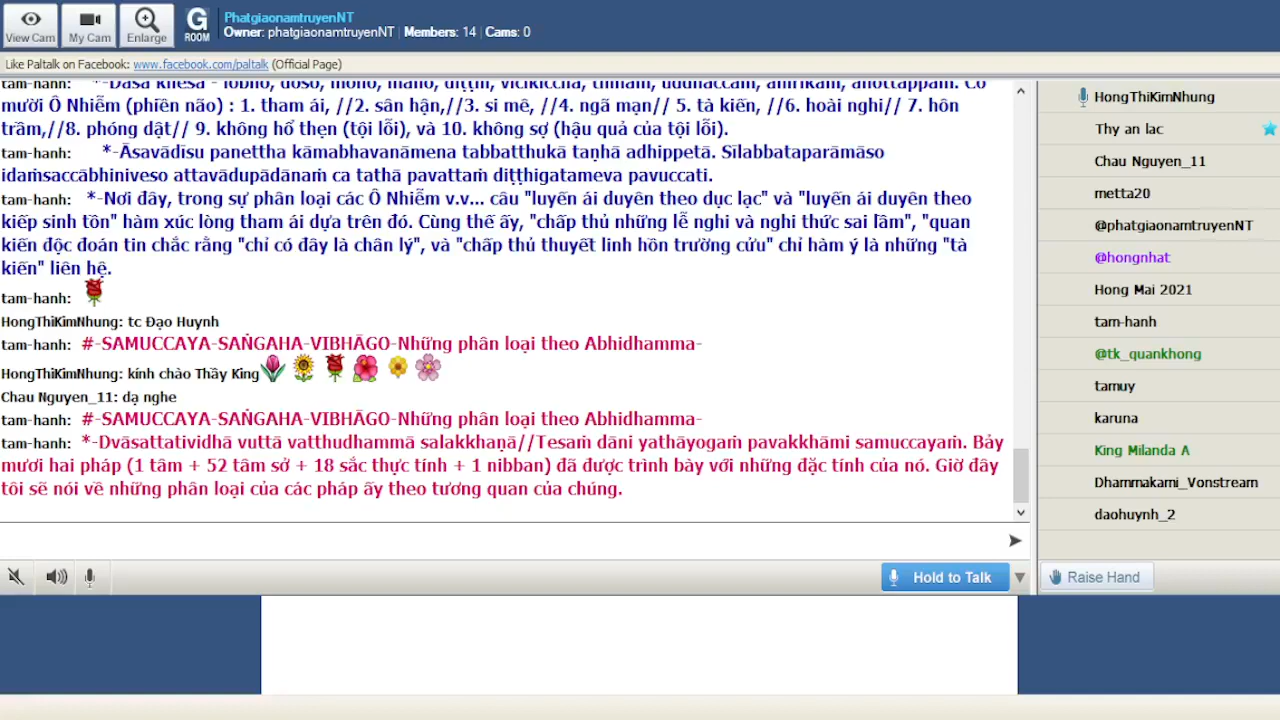 View Cam
My Cam
Enlarge
G
ROOM
PhatgiaonamtruyenNT
Owner: phatgiaonamtruyenNT | Members: 14 | Cams: 0
Like Paltalk on Facebook: www.facebook.com/paltalk (Official Page)
mười Ô Nhiễm (phiền não) : 1. tham ái, //2. sân hận,//3. si mê, //4. ngã mạn// 5. tà kiến, //6. hoài nghi// 7. hôn
trầm,//8. phóng dật// 9. không hổ thẹn (tội lỗi), và 10. không sợ (hậu quả của tội lỗi).
tam-hanh: *-Āsavādīsu panettha kāmabhavanāmena tabbatthukā taṇhā adhippetā. Sīlabbataparāmāso
idaṁsaccābhiniveso attavādupādānaṁ ca tathā pavattaṁ diṭṭhigatameva pavuccati.
tam-hanh: *-Nơi đây, trong sự phân loại các Ô Nhiễm v.v... câu "luyến ái duyên theo dục lạc" và "luyến ái duyên theo
kiếp sinh tồn" hàm xúc lòng tham ái dựa trên đó. Cùng thế ấy, "chấp thủ những lễ nghi và nghi thức sai lầm", "quan
kiến độc đoán tin chắc rằng "chỉ có đây là chân lý", và "chấp thủ thuyết linh hồn trường cửu" chỉ hàm ý là những "tà
kiến" liên hệ.
tam-hanh:
HongThiKimNhung: tc Đạo Huynh
tam-hanh: #-SAMUCCAYA-SAṄGAHA-VIBHĀGO-Những phân loại theo Abhidhamma-
HongThiKimNhung: kính chào Thầy King
Chau Nguyen_11: dạ nghe
tam-hanh: #-SAMUCCAYA-SAṄGAHA-VIBHĀGO-Những phân loại theo Abhidhamma-
tam-hanh: *-Dvāsattatividhā vuttā vatthudhammā salakkhaṇā//Tesaṁ dāni yathāyogaṁ pavakkhāmi samuccayaṁ. Bảy
mươi hai pháp (1 tâm + 52 tâm sở + 18 sắc thực tính + 1 nibban) đã được trình bày với những đặc tính của nó. Giờ đây
tôi sẽ nói về những phân loại của các pháp ấy theo tương quan của chúng.
Hold to Talk
HongThiKimNhung
Thy an lac
Chau Nguyen_11
metta20
@phatgiaonamtruyenNT
@hongnhat
Hong Mai 2021
tam-hanh
@tk_quankhong
tamuy
karuna
King Milanda A
Dhammakami_Vonstream
daohuynh_2
Raise Hand